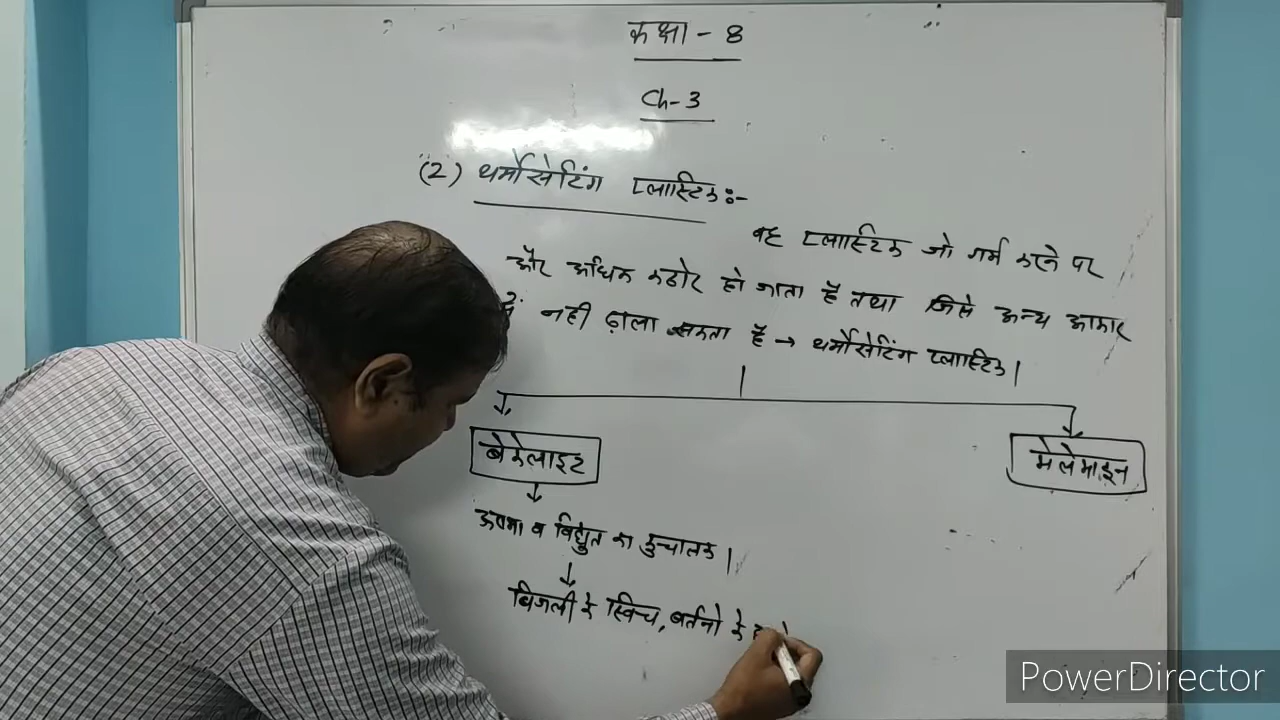 कक्षा - 8
Ch-3
(2) थर्मोसेटिंग प्लास्टिक :-
वह प्लास्टिक जो गर्म करने पर
और अधिक कठोर हो जाता है तथा जिसे अन्य आकार
में नही ढ़ाला सकता है → थर्मोसेटिंग प्लास्टिक।
बेकेलाइट
मेलेमाइन
ऊष्मा व विद्युत का कुचालक।
बिजली के स्विच, बर्तनो के
PowerDirector